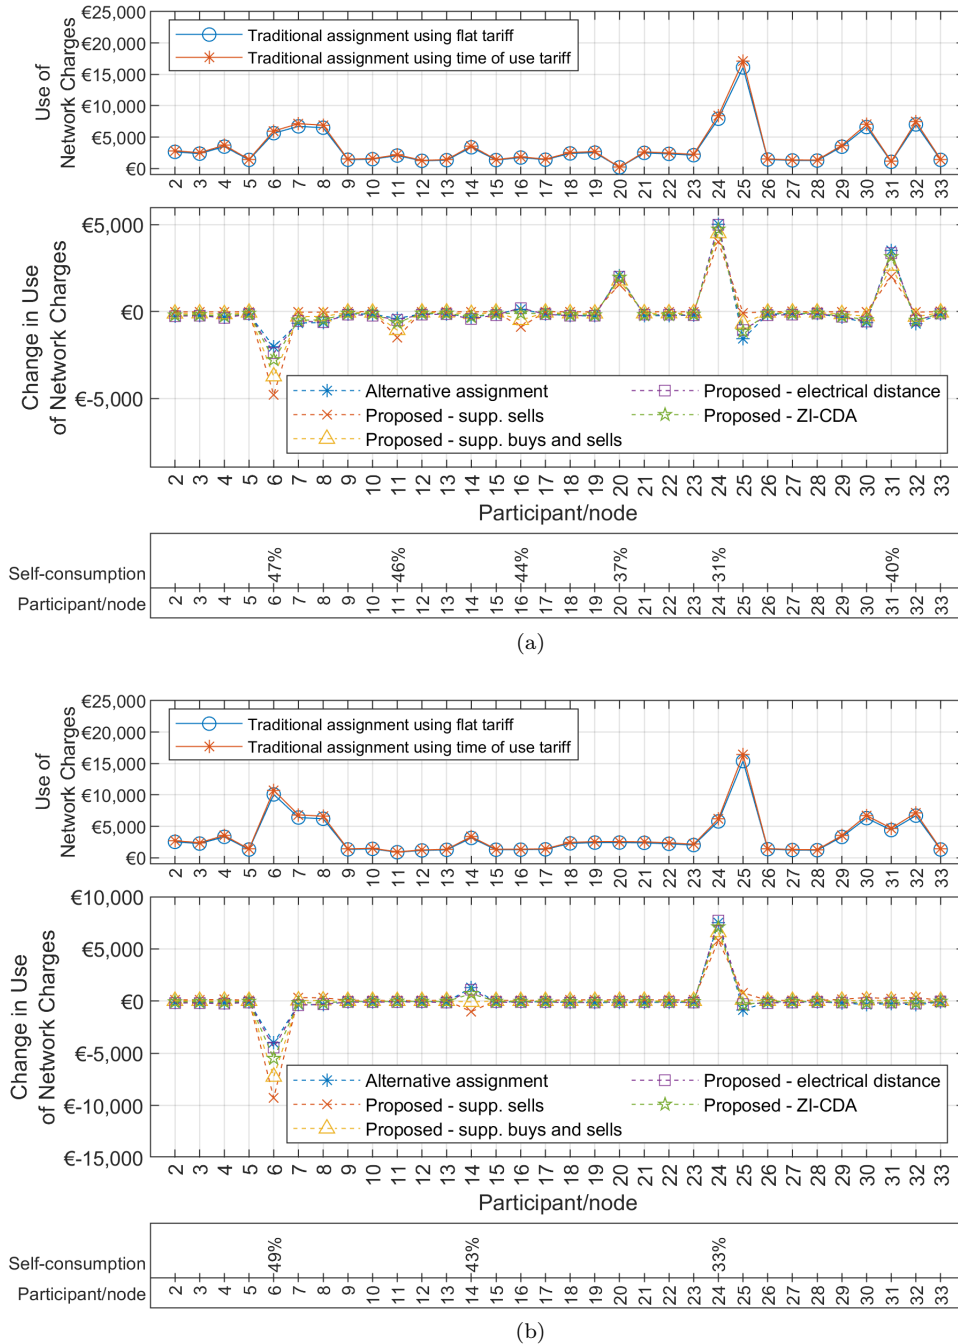 €25,000
€20,000
€15,000
€10,000
€5,000
€0
Use of
Network Charges
Traditional assignment using flat tariff
Traditional assignment using time of use tariff
2 3 4 5 6 7 8 9 10 11 12 13 14 15 16 17 18 19 20 21 22 23 24 25 26 27 28 29 30 31 32 33
€5,000
€0
€-5,000
Change in Use
of Network Charges
Alternative assignment
Proposed - supp. sells
Proposed - supp. buys and sells
Proposed - electrical distance
Proposed - ZI-CDA
2 3 4 5 6 7 8 9 10 11 12 13 14 15 16 17 18 19 20 21 22 23 24 25 26 27 28 29 30 31 32 33
Participant/node
Self-consumption 47% 46% 44% 37% 31% 40%
Participant/node 2 3 4 5 6 7 8 9 10 11 12 13 14 15 16 17 18 19 20 21 22 23 24 25 26 27 28 29 30 31 32 33
(a)
€25,000
€20,000
€15,000
€10,000
€5,000
€0
Use of
Network Charges
Traditional assignment using flat tariff
Traditional assignment using time of use tariff
2 3 4 5 6 7 8 9 10 11 12 13 14 15 16 17 18 19 20 21 22 23 24 25 26 27 28 29 30 31 32 33
€10,000
€5,000
€0
€-5,000
€-10,000
€-15,000
Change in Use
of Network Charges
Alternative assignment
Proposed - supp. sells
Proposed - supp. buys and sells
Proposed - electrical distance
Proposed - ZI-CDA
2 3 4 5 6 7 8 9 10 11 12 13 14 15 16 17 18 19 20 21 22 23 24 25 26 27 28 29 30 31 32 33
Participant/node
Self-consumption 49% 43% 33%
Participant/node 2 3 4 5 6 7 8 9 10 11 12 13 14 15 16 17 18 19 20 21 22 23 24 25 26 27 28 29 30 31 32 33
(b)